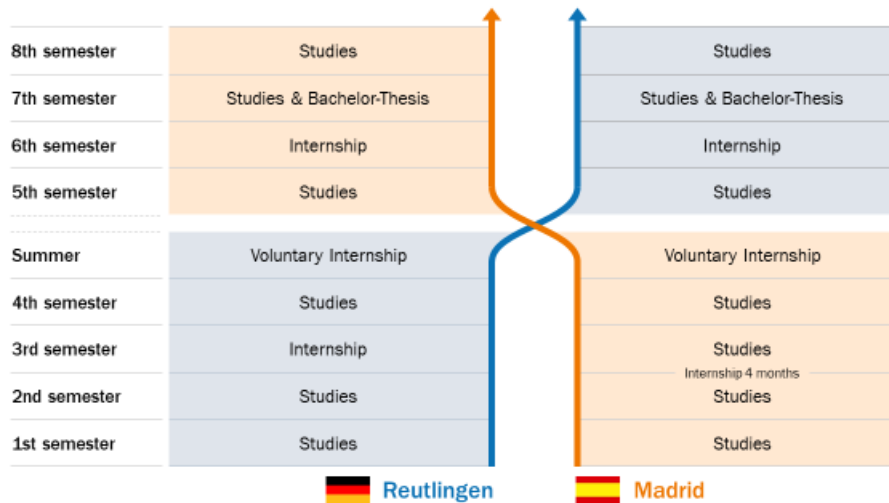 8th semester Studies Studies
7th semester Studies & Bachelor-Thesis Studies & Bachelor-Thesis
6th semester Internship Internship
5th semester Studies Studies
Summer Voluntary Internship Voluntary Internship
4th semester Studies Studies
3rd semester Internship Studies
Internship 4 months
2nd semester Studies Studies
1st semester Studies Studies
Reutlingen Madrid